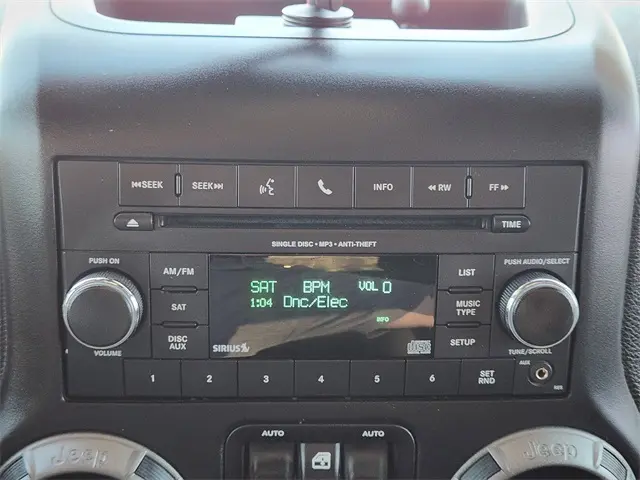 SEEK SEEK INFO RW FF
TIME
SINGLE DISC • MP3 • ANTI-THEFT
PUSH ON AM/FM LIST PUSH AUDIO/SELECT
SAT BPM VOL 0
1:04 Dnc/Elec
INFO
SAT MUSIC TYPE
DISC AUX SETUP
SIRIUS
VOLUME TUNE/SCROLL
1 2 3 4 5 6 SET RND AUX
AUTO AUTO
Jeep Jeep